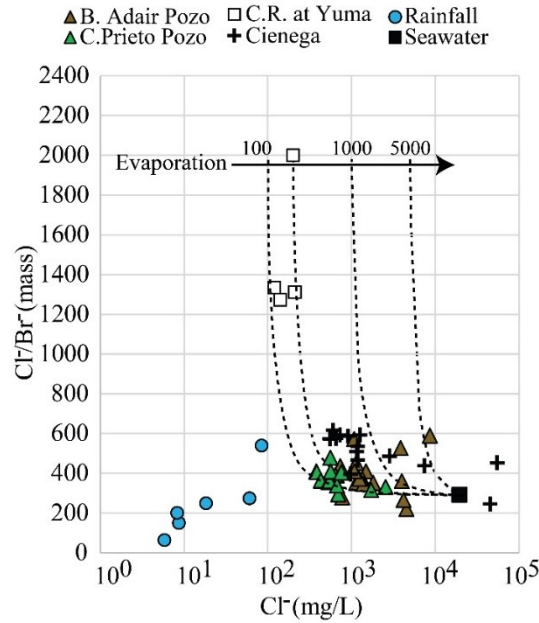 B. Adair Pozo C.R. at Yuma Rainfall
C.Prieto Pozo Cienega Seawater
2400
2200
2000
1800
1600
1400
1200
1000
800
600
400
200
0
Cl⁻/Br⁻(mass)
100 1000 5000
Evaporation
10⁰ 10¹ 10² 10³ 10⁴ 10⁵
Cl⁻(mg/L)